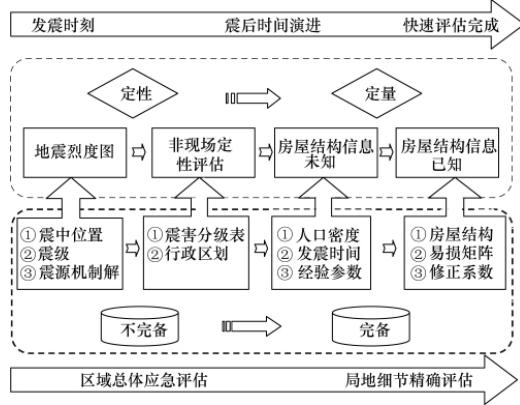 发震时刻 震后时间演进 快速评估完成
定性 定量
地震烈度图
非现场定
性评估
房屋结构信息
未知
房屋结构信息
已知
①震中位置
②震级
③震源机制解
①震害分级表
②行政区划
①人口密度
②发震时间
③经验参数
①房屋结构
②易损矩阵
③修正系数
不完备 完备
区域总体应急评估 局地细节精确评估